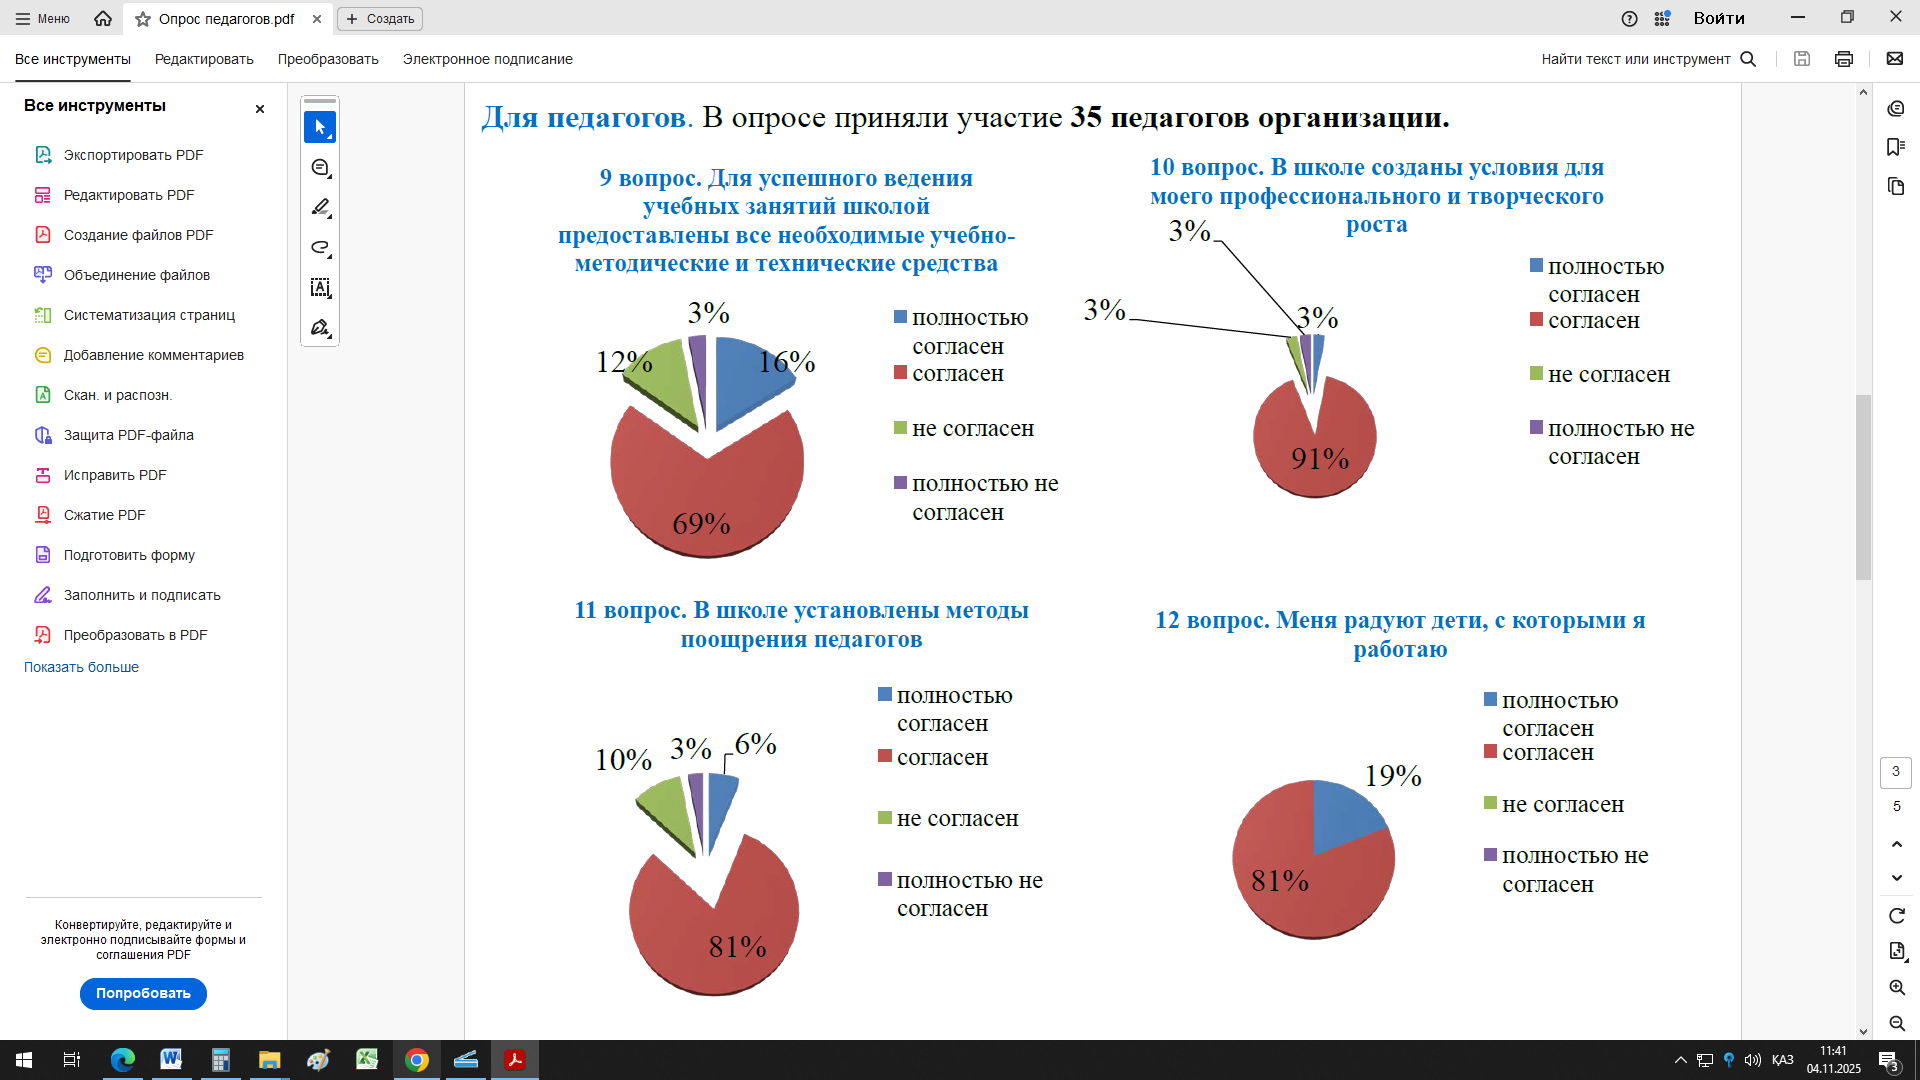 Меню
Опрос педагогов.pdf
Создать
Войти
Все инструменты
Редактировать
Преобразовать
Электронное подписание
Найти текст или инструмент
Все инструменты
Экспортировать PDF
Редактировать PDF
Создание файлов PDF
Объединение файлов
Систематизация страниц
Добавление комментариев
Скан. и распозн.
Защита PDF-файла
Исправить PDF
Сжатие PDF
Подготовить форму
Заполнить и подписать
Преобразовать в PDF
Показать больше
Конвертируйте, редактируйте и
электронно подписывайте формы и
соглашения PDF
Попробовать
Для педагогов. В опросе приняли участие 35 педагогов организации.
9 вопрос. Для успешного ведения
учебных занятий школой
предоставлены все необходимые учебно-
методические и технические средства
3%
12%
16%
69%
полностью
согласен
согласен
не согласен
полностью не
согласен
10 вопрос. В школе созданы условия для
моего профессионального и творческого
роста
3%
3%
3%
91%
полностью
согласен
согласен
не согласен
полностью не
согласен
11 вопрос. В школе установлены методы
поощрения педагогов
10%
3%
6%
81%
полностью
согласен
согласен
не согласен
полностью не
согласен
12 вопрос. Меня радуют дети, с которыми я
работаю
19%
81%
полностью
согласен
согласен
не согласен
полностью не
согласен
3
5
ҚАЗ
11:41
04.11.2025
3